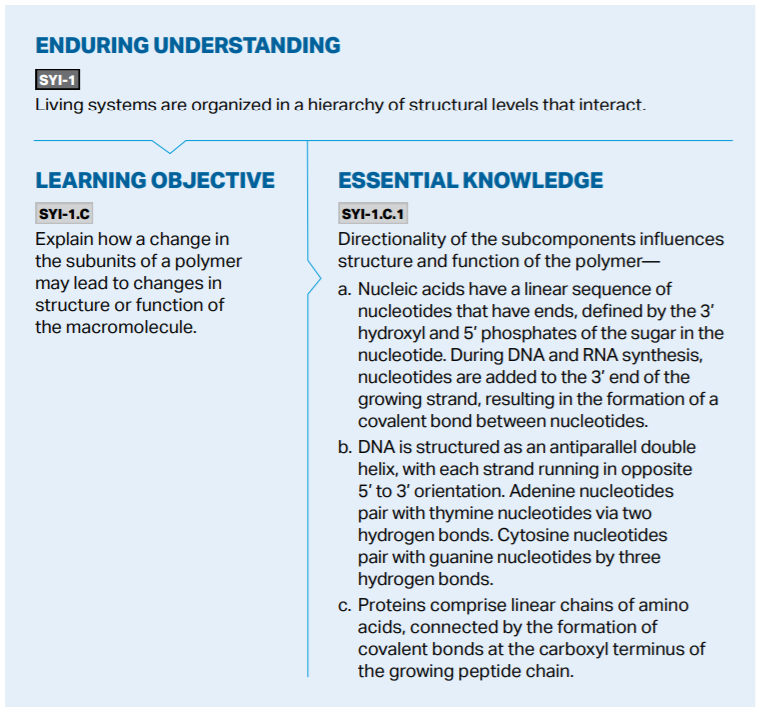 ENDURING UNDERSTANDING
SYI-1
Living systems are organized in a hierarchy of structural levels that interact.
LEARNING OBJECTIVE
SYI-1.C
Explain how a change in
the subunits of a polymer
may lead to changes in
structure or function of
the macromolecule.
ESSENTIAL KNOWLEDGE
SYI-1.C.1
Directionality of the subcomponents influences
structure and function of the polymer—
a. Nucleic acids have a linear sequence of
nucleotides that have ends, defined by the 3′
hydroxyl and 5′ phosphates of the sugar in the
nucleotide. During DNA and RNA synthesis,
nucleotides are added to the 3′ end of the
growing strand, resulting in the formation of a
covalent bond between nucleotides.
b. DNA is structured as an antiparallel double
helix, with each strand running in opposite
5′ to 3′ orientation. Adenine nucleotides
pair with thymine nucleotides via two
hydrogen bonds. Cytosine nucleotides
pair with guanine nucleotides by three
hydrogen bonds.
c. Proteins comprise linear chains of amino
acids, connected by the formation of
covalent bonds at the carboxyl terminus of
the growing peptide chain.